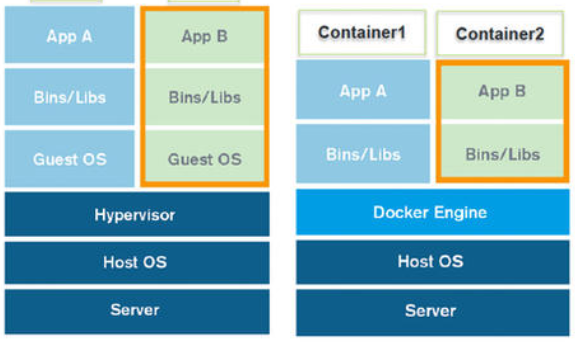 App A App B
Bins/Libs Bins/Libs
Guest OS Guest OS
Hypervisor
Host OS
Server
Container1 Container2
App A App B
Bins/Libs Bins/Libs
Docker Engine
Host OS
Server